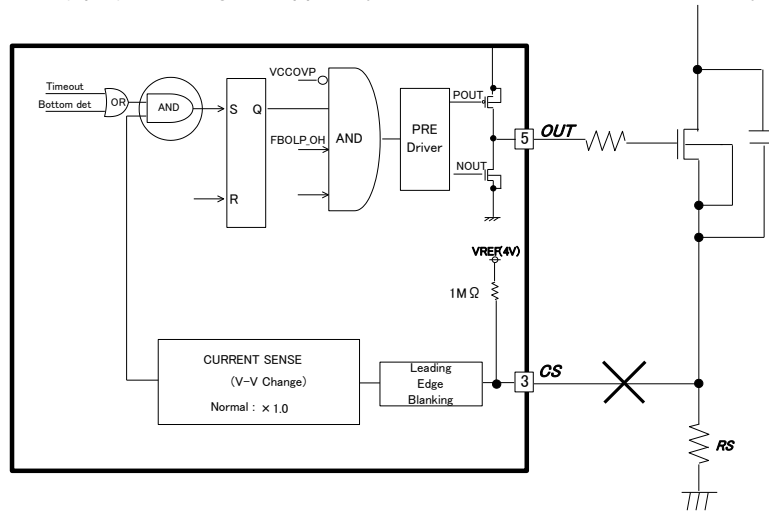 Timeout
Bottom det
OR
AND
S Q
R
VCCOVP
FBOLP_OH
AND
PRE
Driver
POUT
NOUT
5
OUT
VREF(4V)
1MΩ
CURRENT SENSE
(V-V Change)
Normal : ×1.0
Leading
Edge
Blanking
3
CS
RS